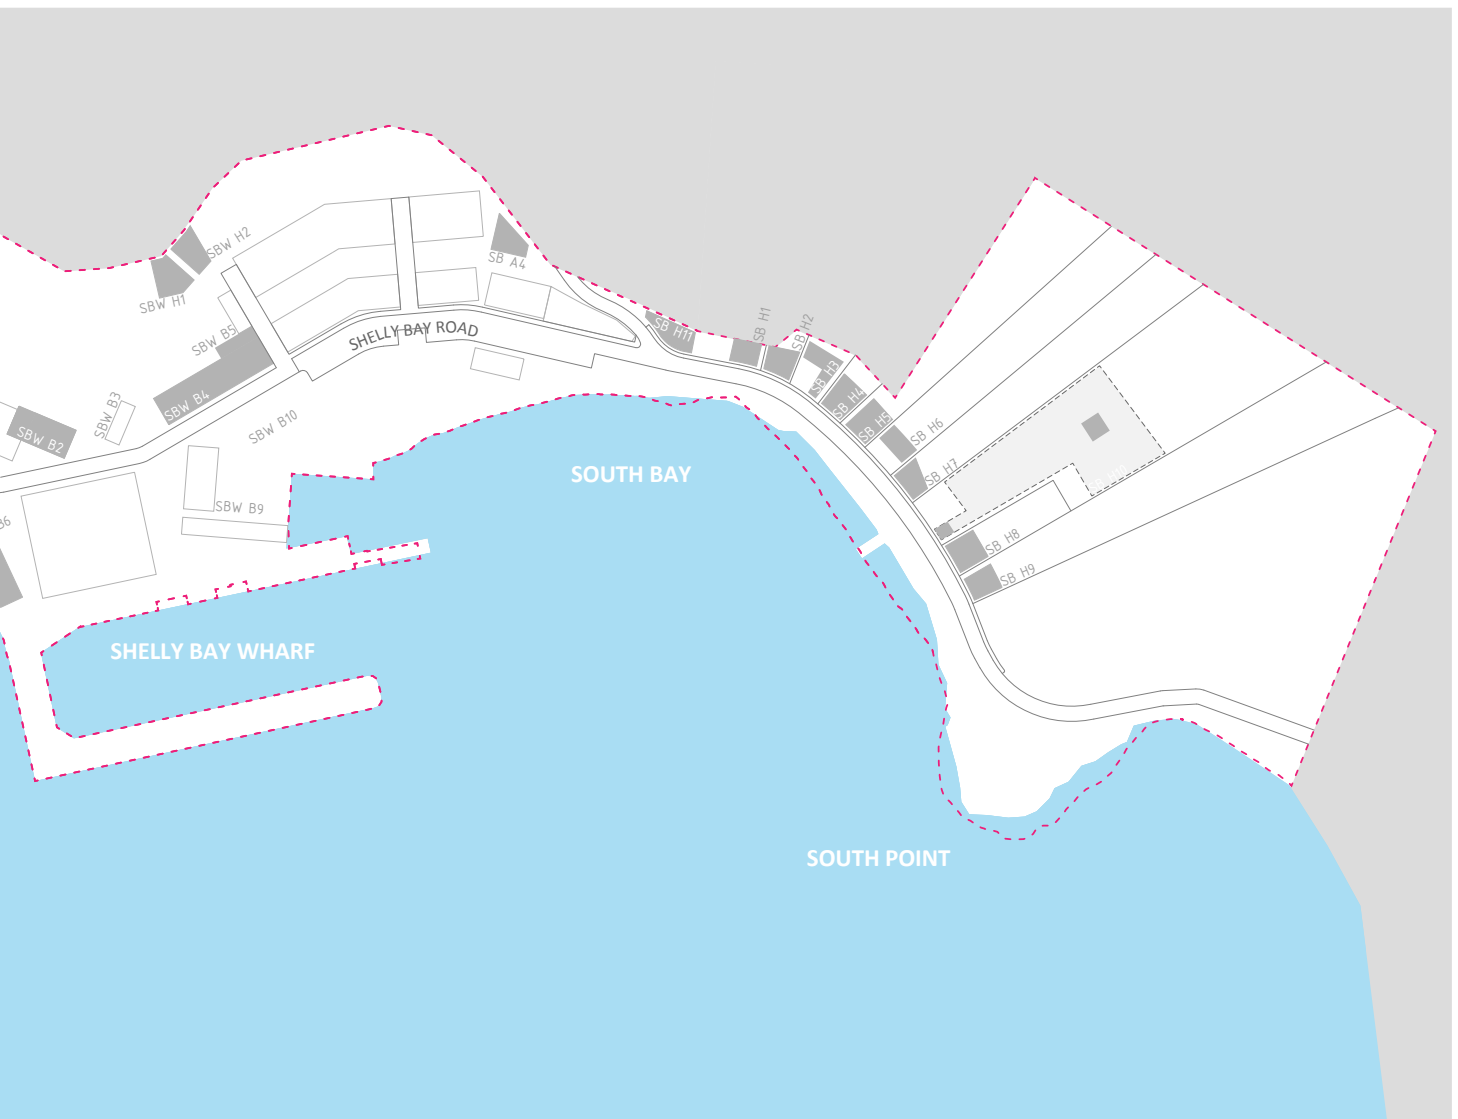 SBW H2
SB A4
SBW H1
SB H1
SB H2
SHELLY BAY ROAD
SB H11
SBW B5
SB H3
SBW B4
SB H4
SBW B3
SBW B10
SB H5
SB H6
SBW B2
SB H7
SOUTH BAY
SB H10
SBW B9
SB H8
SB H9
SHELLY BAY WHARF
SOUTH POINT